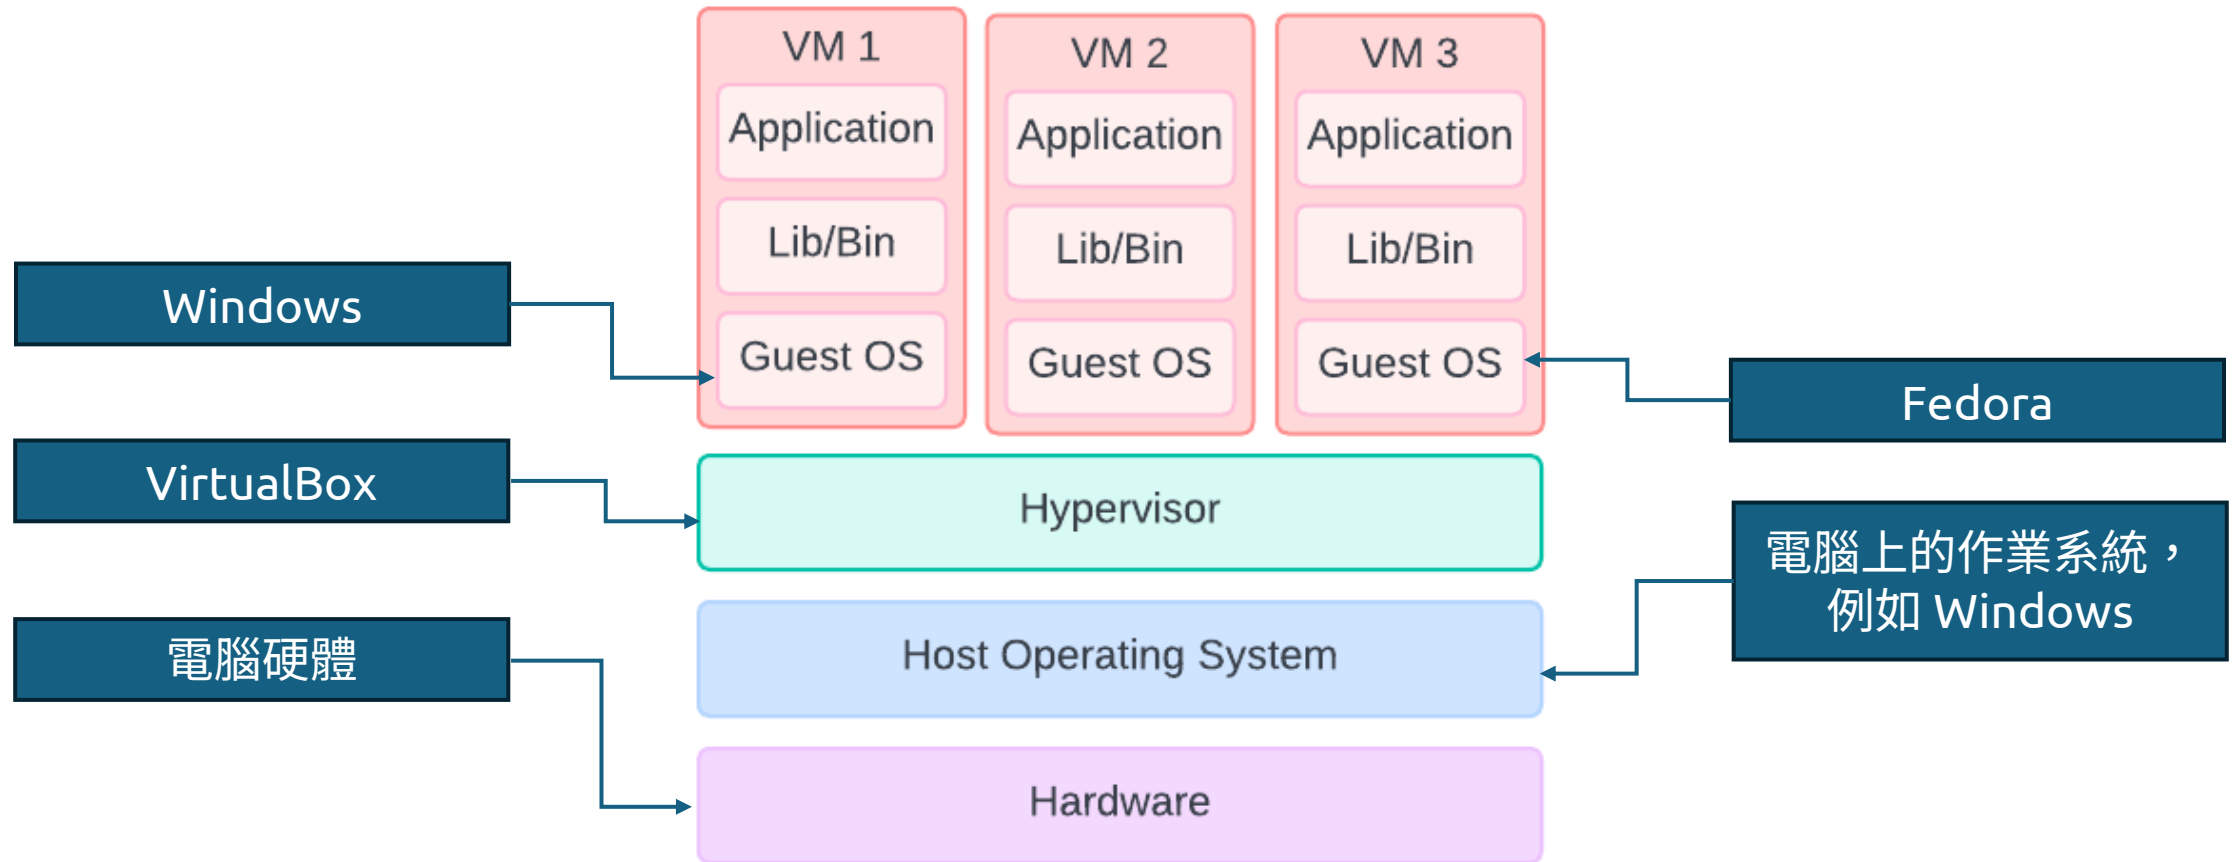 VM 1
Application
Lib/Bin
Guest OS
VM 2
Application
Lib/Bin
Guest OS
VM 3
Application
Lib/Bin
Guest OS
Windows
Fedora
VirtualBox
Hypervisor
電腦上的作業系統，
例如 Windows
電腦硬體
Host Operating System
Hardware